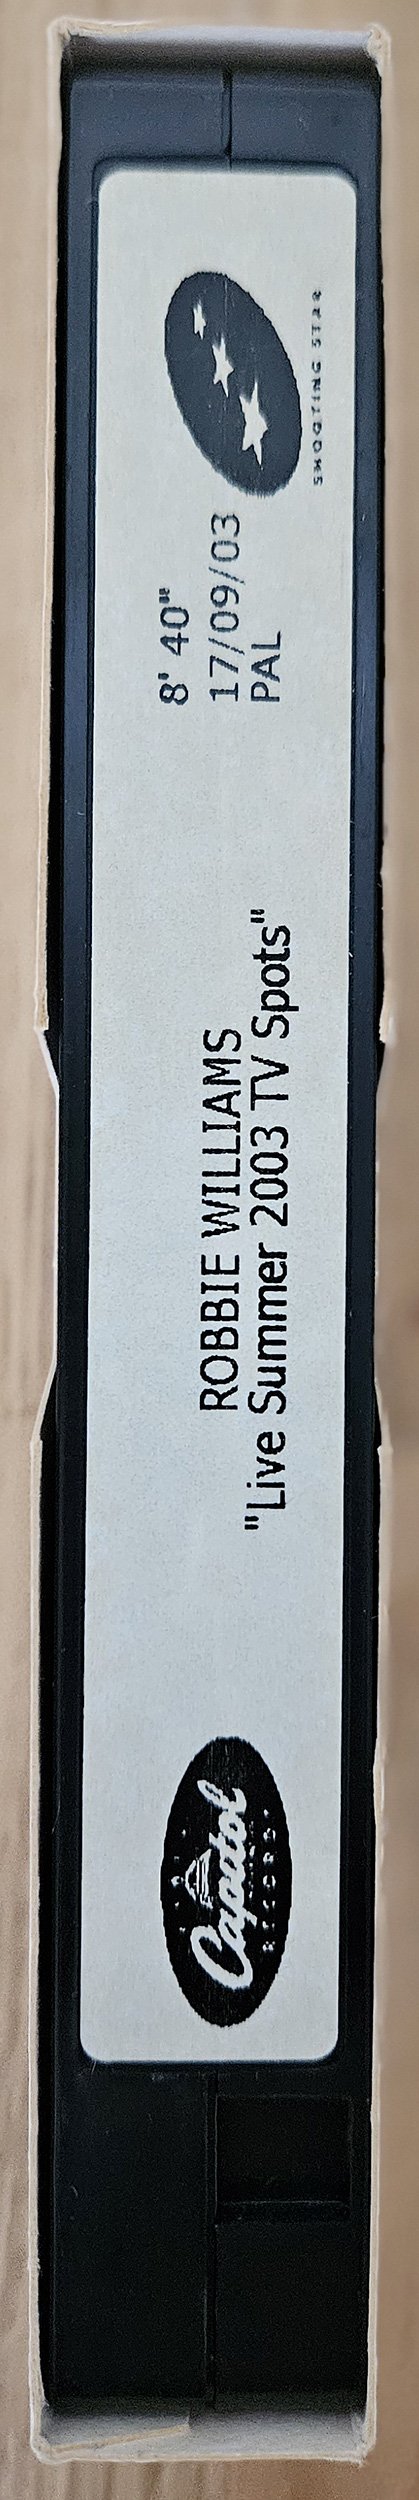 Capitol
RECORDS
ROBBIE WILLIAMS
"Live Summer 2003 TV Spots"
8' 40"
17/09/03
PAL
SHOOTING STAR